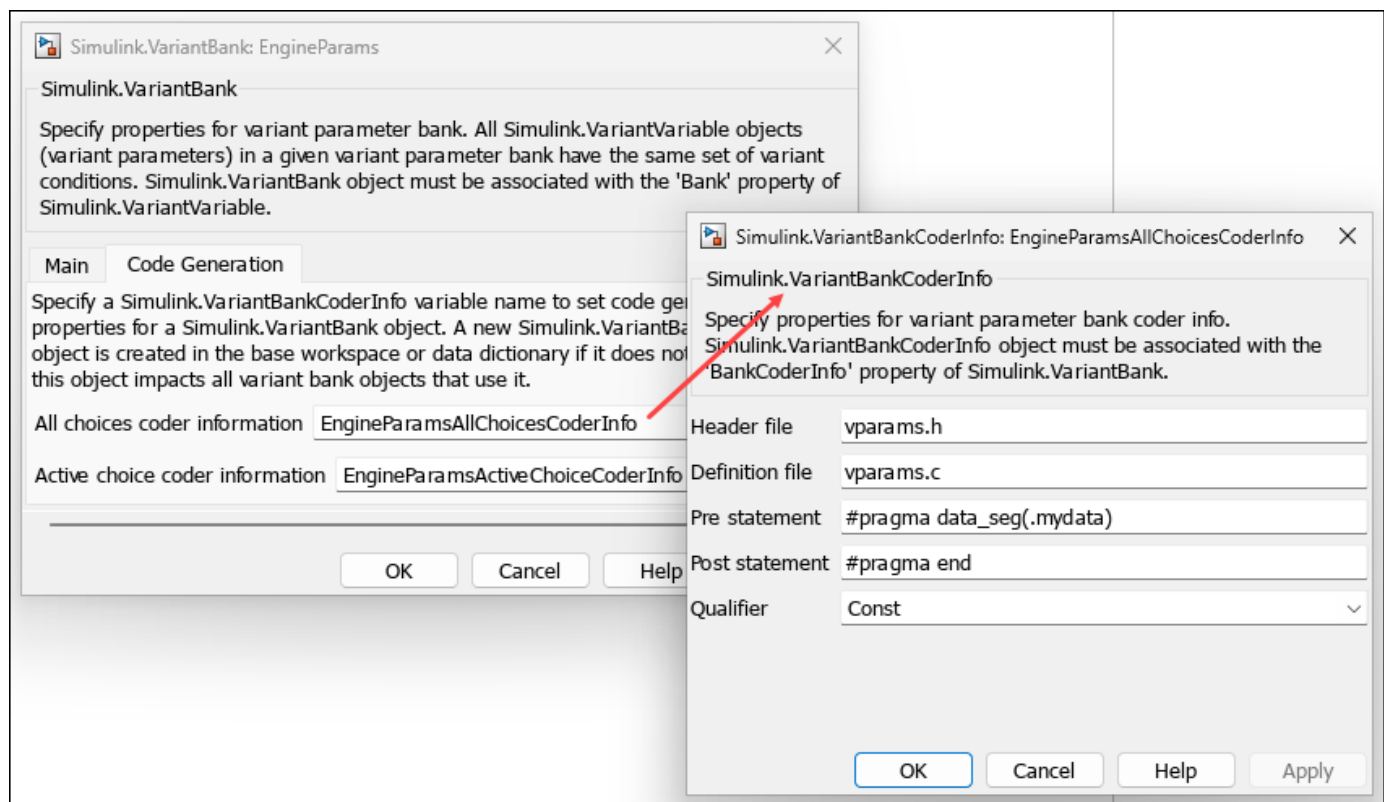 Simulink.VariantBank: EngineParams
Simulink.VariantBank
Specify properties for variant parameter bank. All Simulink.VariantVariable objects
(variant parameters) in a given variant parameter bank have the same set of variant
conditions. Simulink.VariantBank object must be associated with the 'Bank' property of
Simulink.VariantVariable.
Main Code Generation
Specify a Simulink.VariantBankCoderInfo variable name to set code
properties for a Simulink.VariantBank object. A new
object is created in the base workspace or data dictionary if it does
this object impacts all variant bank objects that use it.
All choices coder information EngineParamsAllChoicesCoderInfo
Active choice coder information EngineParamsActiveChoiceCoderInfo
OK Cancel Help
Simulink.VariantBankCoderInfo: EngineParamsAllChoicesCoderInfo
Simulink.VariantBankCoderInfo
Specify properties for variant parameter bank coder info.
Simulink.VariantBankCoderInfo object must be associated with the
'BankCoderInfo' property of Simulink.VariantBank.
Header file vparams.h
Definition file vparams.c
Pre statement #pragma data_seg(.mydata)
Post statement #pragma end
Qualifier Const
OK Cancel Help Apply